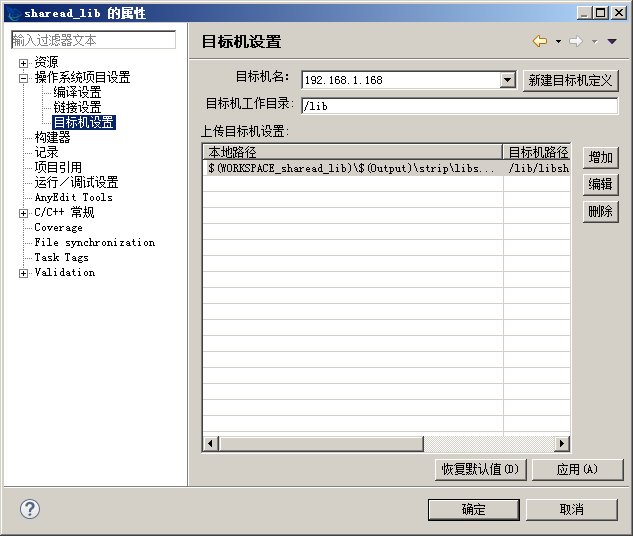 sharead_lib 的属性
输入过滤器文本
资源
操作系统项目设置
编译设置
链接设置
目标机设置
构建器
记录
项目引用
运行／调试设置
AnyEdit Tools
C/C++ 常规
Coverage
File synchronization
Task Tags
Validation
目标机设置
目标机名：
192.168.1.168
新建目标机定义
目标机工作目录：
/lib
上传目标机设置：
本地路径
目标机路径
$(WORKSPACE_sharead_lib)\$(Output)\strip\libs...
/lib/libsh
增加
编辑
删除
恢复默认值(D)
应用(A)
确定
取消